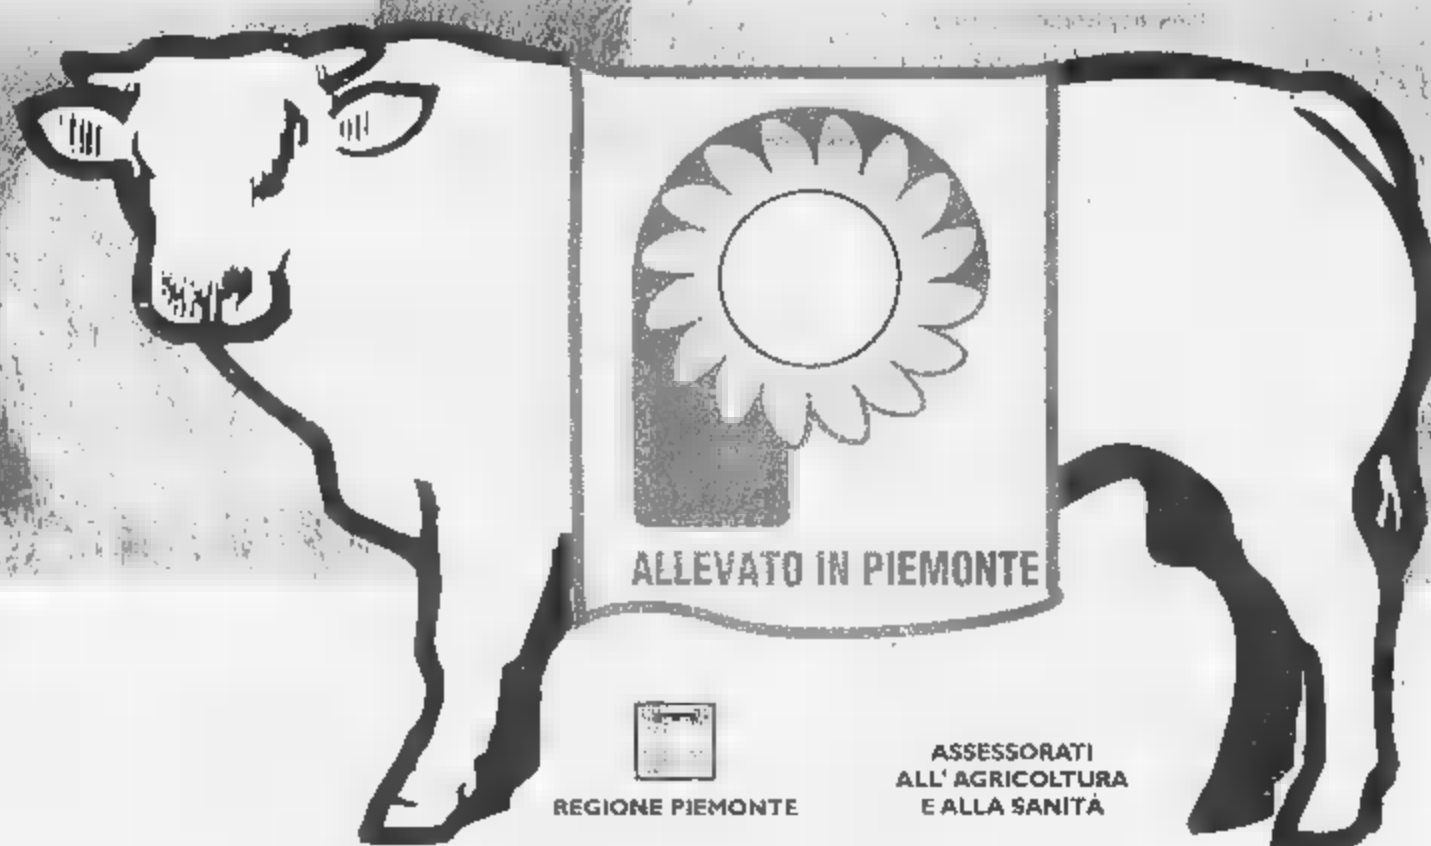 ALLEVATO IN PIEMONTE
REGIONE PIEMONTE
ASSESSORATI
ALL' AGRICOLTURA
E ALLA SANITÀ